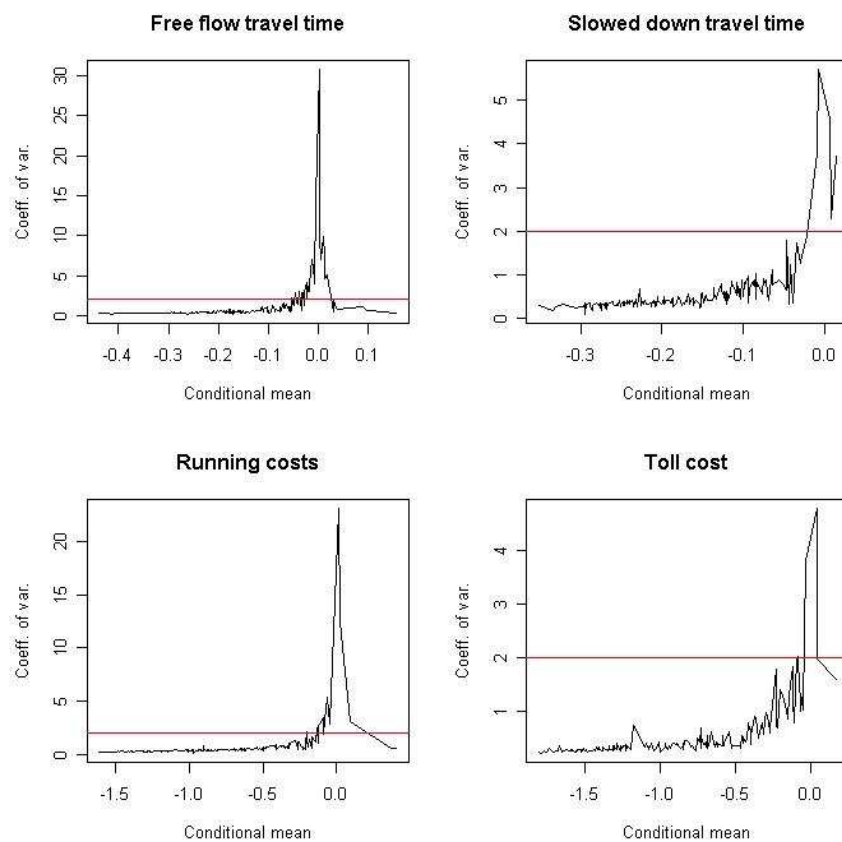 Free flow travel time
Coeff. of var.
0 5 10 15 20 25 30
-0.4 -0.3 -0.2 -0.1 0.0 0.1
Conditional mean
Slowed down travel time
Coeff. of var.
0 1 2 3 4 5
-0.3 -0.2 -0.1 0.0
Conditional mean
Running costs
Coeff. of var.
0 5 10 15 20
-1.5 -1.0 -0.5 0.0
Conditional mean
Toll cost
Coeff. of var.
1 2 3 4
-1.5 -1.0 -0.5 0.0
Conditional mean